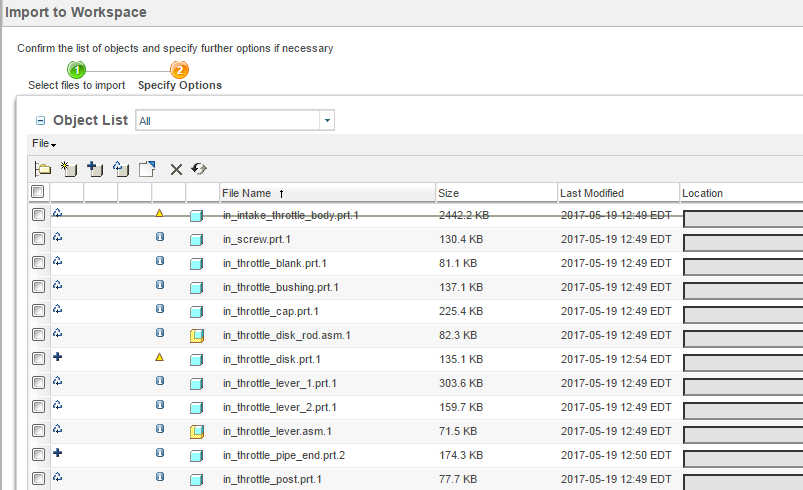 Import to Workspace
Confirm the list of objects and specify further options if necessary
1 2
Select files to import Specify Options
Object List All
File
File Name ↑ Size Last Modified Location
in_intake_throttle_body.prt.1 2442.2 KB 2017-05-19 12:49 EDT
in_screw.prt.1 130.4 KB 2017-05-19 12:49 EDT
in_throttle_blank.prt.1 81.1 KB 2017-05-19 12:49 EDT
in_throttle_bushing.prt.1 137.1 KB 2017-05-19 12:49 EDT
in_throttle_cap.prt.1 225.4 KB 2017-05-19 12:49 EDT
in_throttle_disk_rod.asm.1 82.3 KB 2017-05-19 12:49 EDT
in_throttle_disk.prt.1 135.1 KB 2017-05-19 12:54 EDT
in_throttle_lever_1.prt.1 303.6 KB 2017-05-19 12:49 EDT
in_throttle_lever_2.prt.1 159.7 KB 2017-05-19 12:49 EDT
in_throttle_lever.asm.1 71.5 KB 2017-05-19 12:49 EDT
in_throttle_pipe_end.prt.2 174.3 KB 2017-05-19 12:50 EDT
in_throttle_post.prt.1 77.7 KB 2017-05-19 12:49 EDT